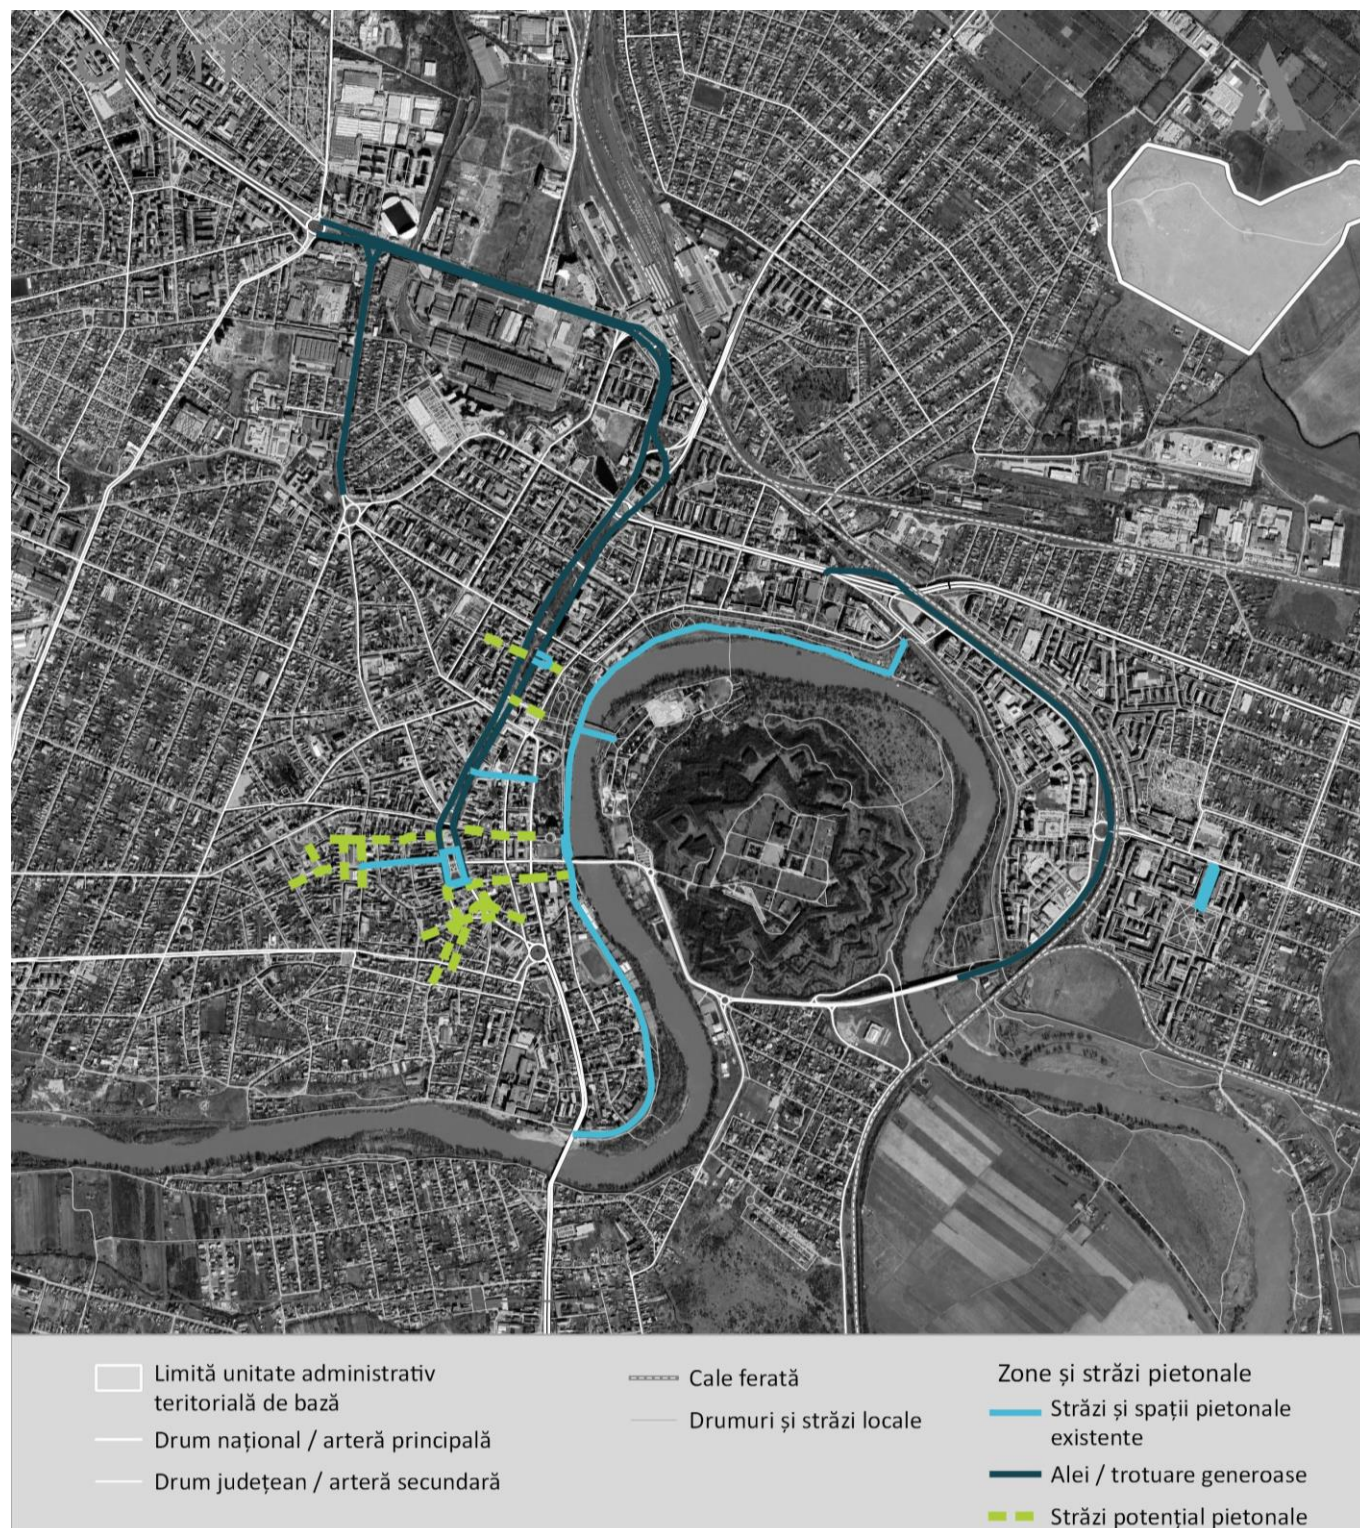 CIVITTA
Limită unitate administrativ
teritorială de bază
Drum național / arteră principală
Drum județean / arteră secundară
Cale ferată
Drumuri și străzi locale
Zone și străzi pietonale
Străzi și spații pietonale
existente
Alei / trotuare generoase
Străzi potențial pietonale